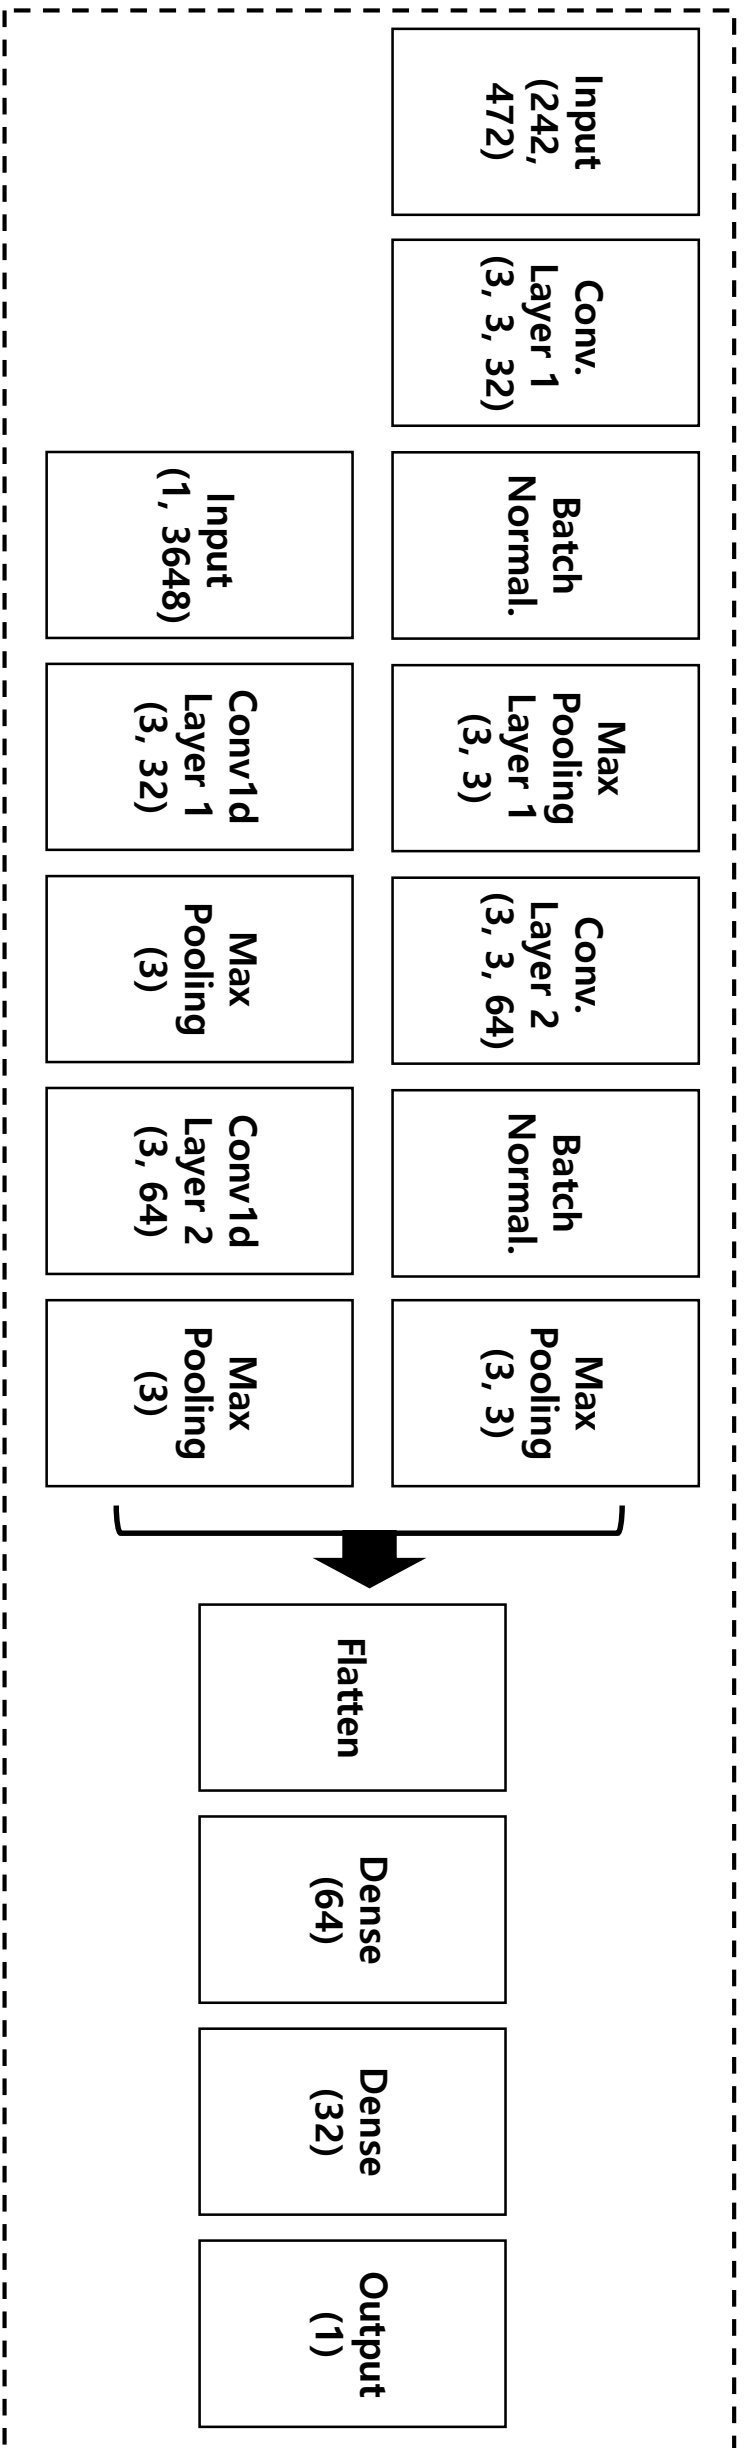 Input
(242,
472)
Conv.
Layer 1
(3, 3, 32)
Batch
Normal.
Max
Pooling
Layer 1
(3, 3)
Conv.
Layer 2
(3, 3, 64)
Batch
Normal.
Max
Pooling
(3, 3)
Input
(1, 3648)
Conv1d
Layer 1
(3, 32)
Max
Pooling
(3)
Conv1d
Layer 2
(3, 64)
Max
Pooling
(3)
Flatten
Dense
(64)
Dense
(32)
Output
(1)